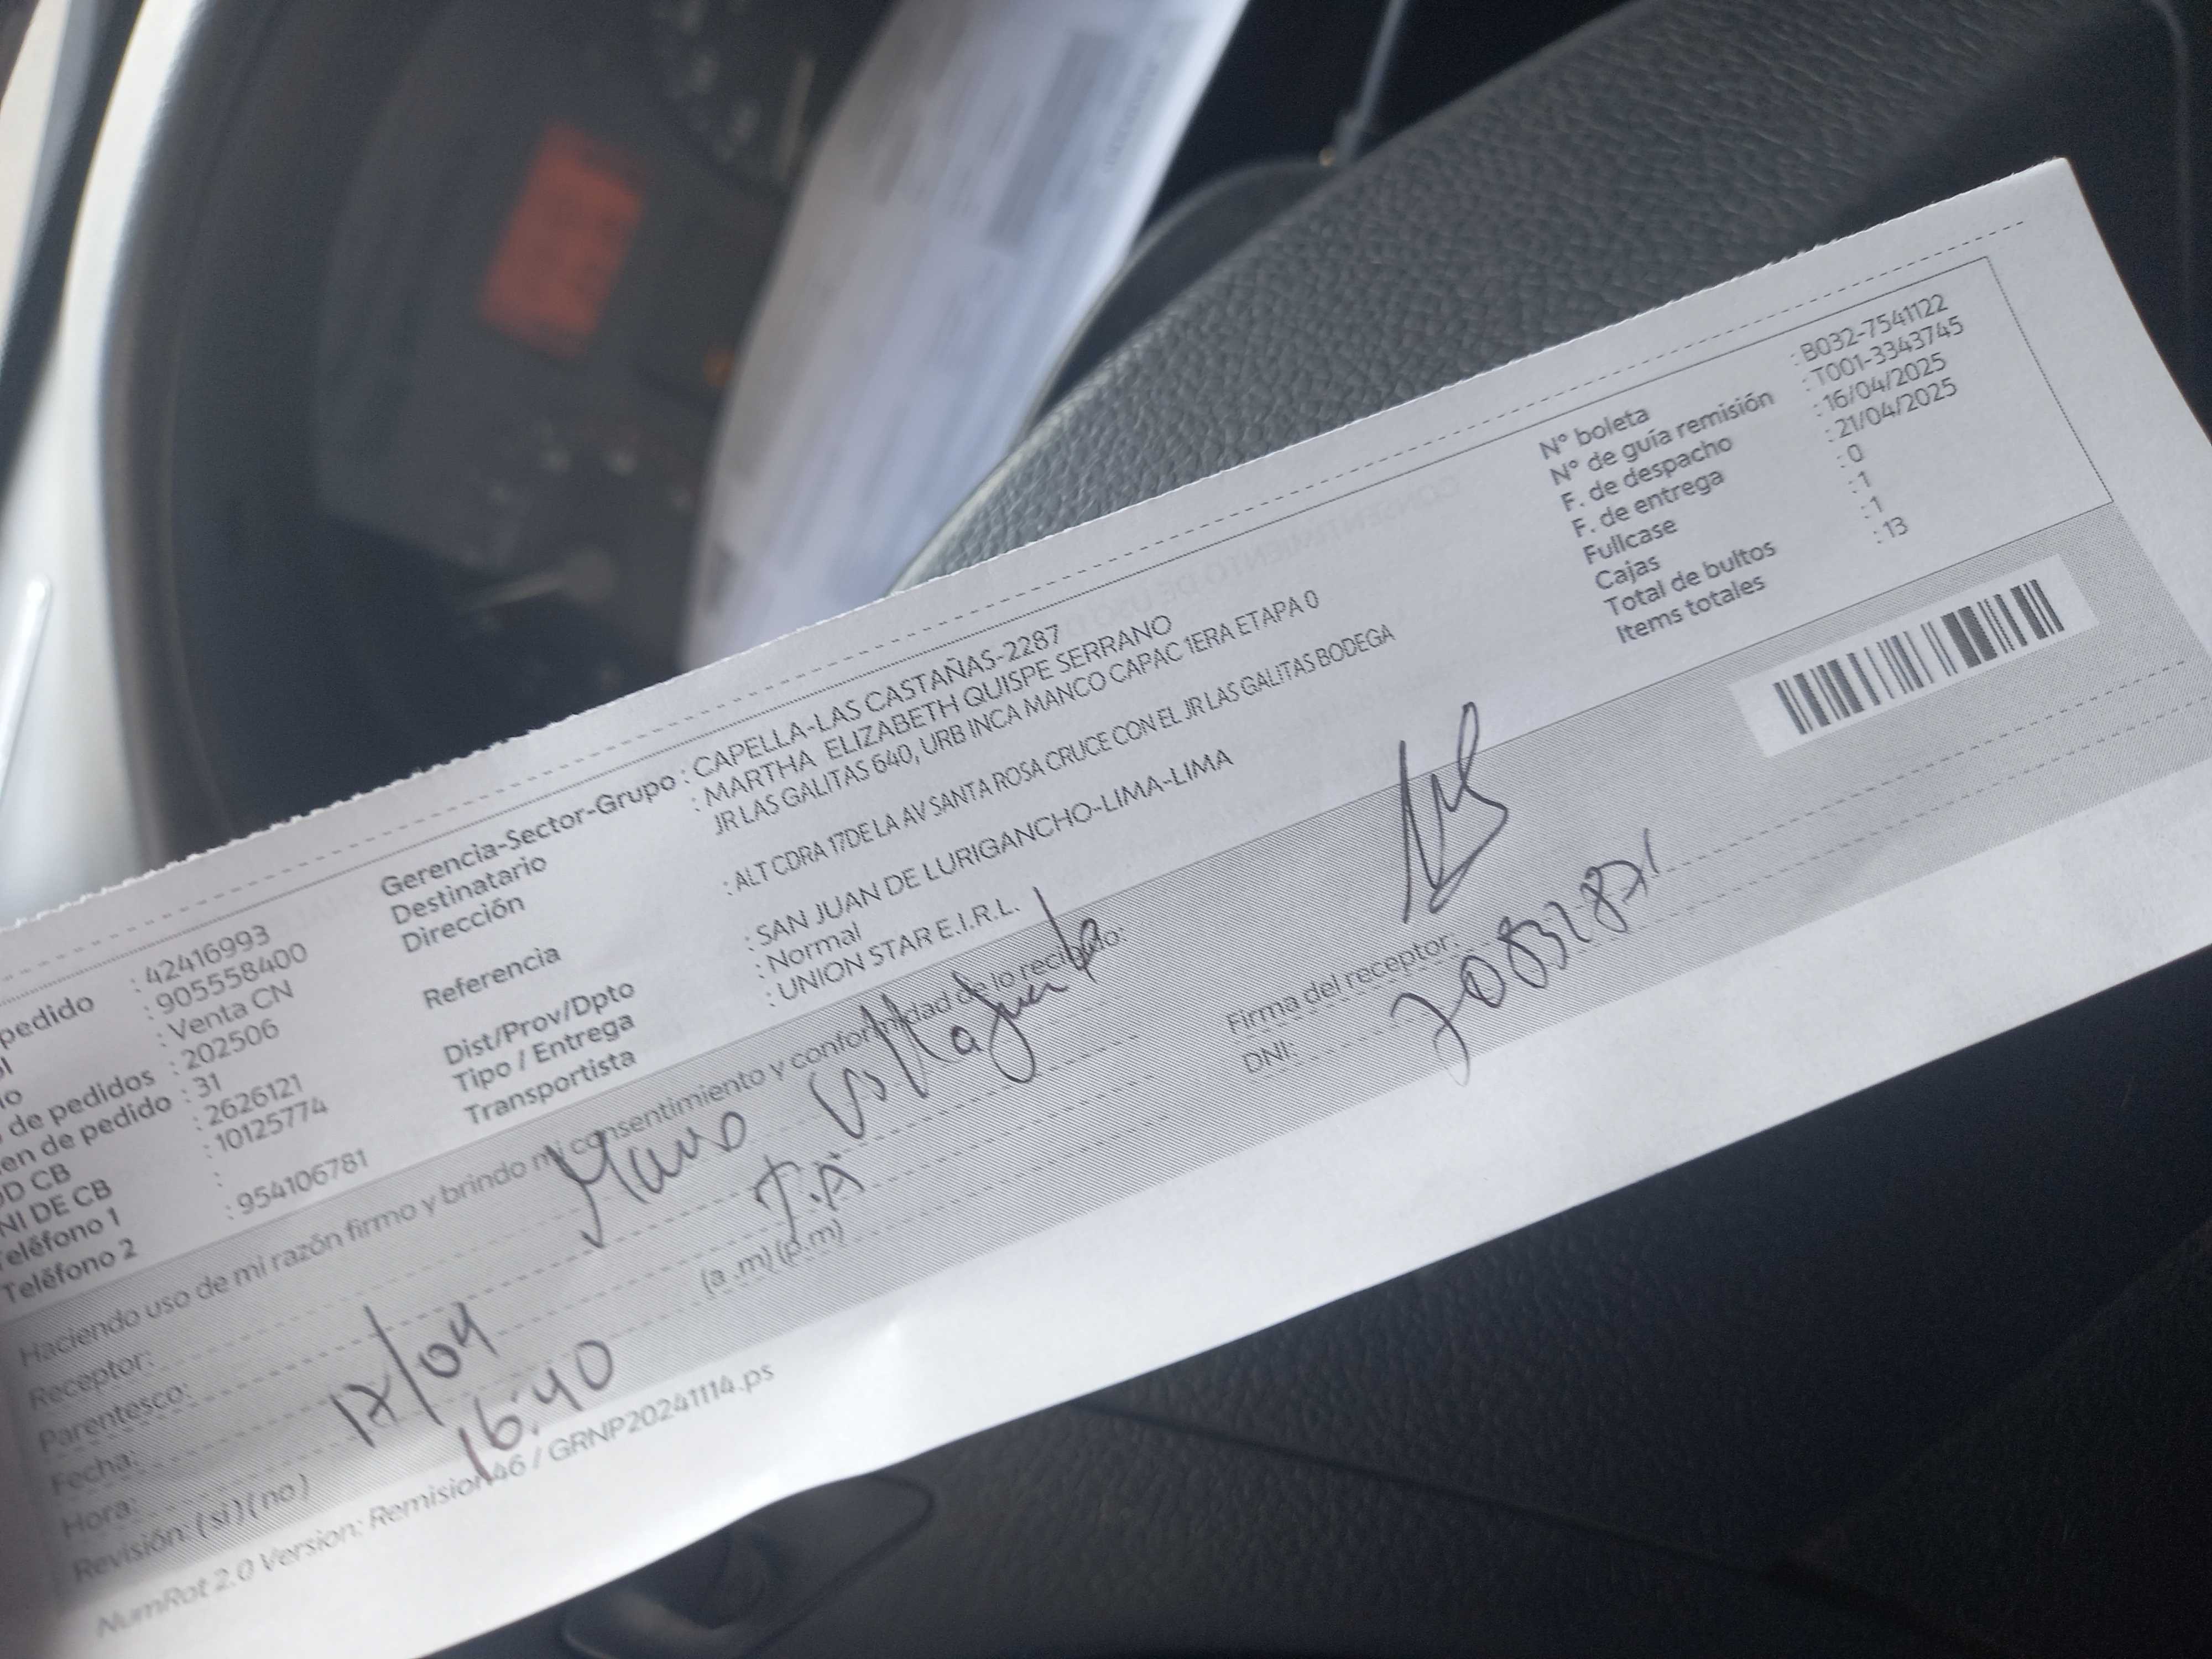 pedido : 42416993
: 905558400
: Venta CN
de pedidos : 202506
en de pedido : 31
CB : 2626121
NI DE CB : 10125774
Teléfono 1 :
Teléfono 2 : 954106781
Gerencia-Sector-Grupo : CAPELLA-LAS CASTAÑAS-2287
Destinatario : MARTHA ELIZABETH QUISPE SERRANO
Dirección JR LAS GALITAS 640, URB INCA MANCO CAPAC 1ERA ETAPA 0
Referencia : ALT CDRA 17 DE LA AV SANTA ROSA CRUCE CON EL JR LAS GALITAS BODEGA
Dist/Prov/Dpto : SAN JUAN DE LURIGANCHO-LIMA-LIMA
Tipo / Entrega : Normal
Transportista : UNION STAR E.I.R.L.
N° boleta : B032-7541122
N° de guía remisión : T001-3343745
F. de despacho : 16/04/2025
F. de entrega : 21/04/2025
Fullcase : 0
Cajas : 1
Total de bultos : 1
Items totales : 13
Haciendo uso de mi razón firmo y brindo mi consentimiento y conformidad de lo recibido:
Receptor:
Parentesco: T.A
Fecha: 17/04
Hora: 16:40 (a.m) (p.m)
Revisión: (si) (no)
Firma del receptor:
DNI:
NumRot 2.0 Version: Remision46 / GRNP20241114.ps